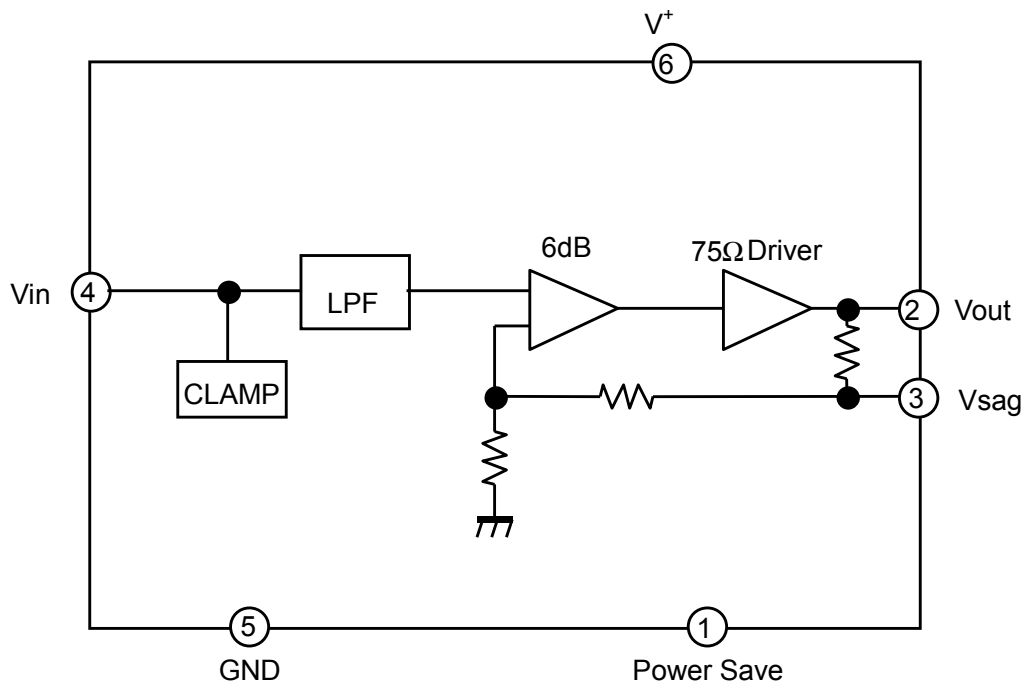 V+
6
6dB
75Ω Driver
Vin
4
LPF
2
Vout
CLAMP
3
Vsag
5
1
GND
Power Save